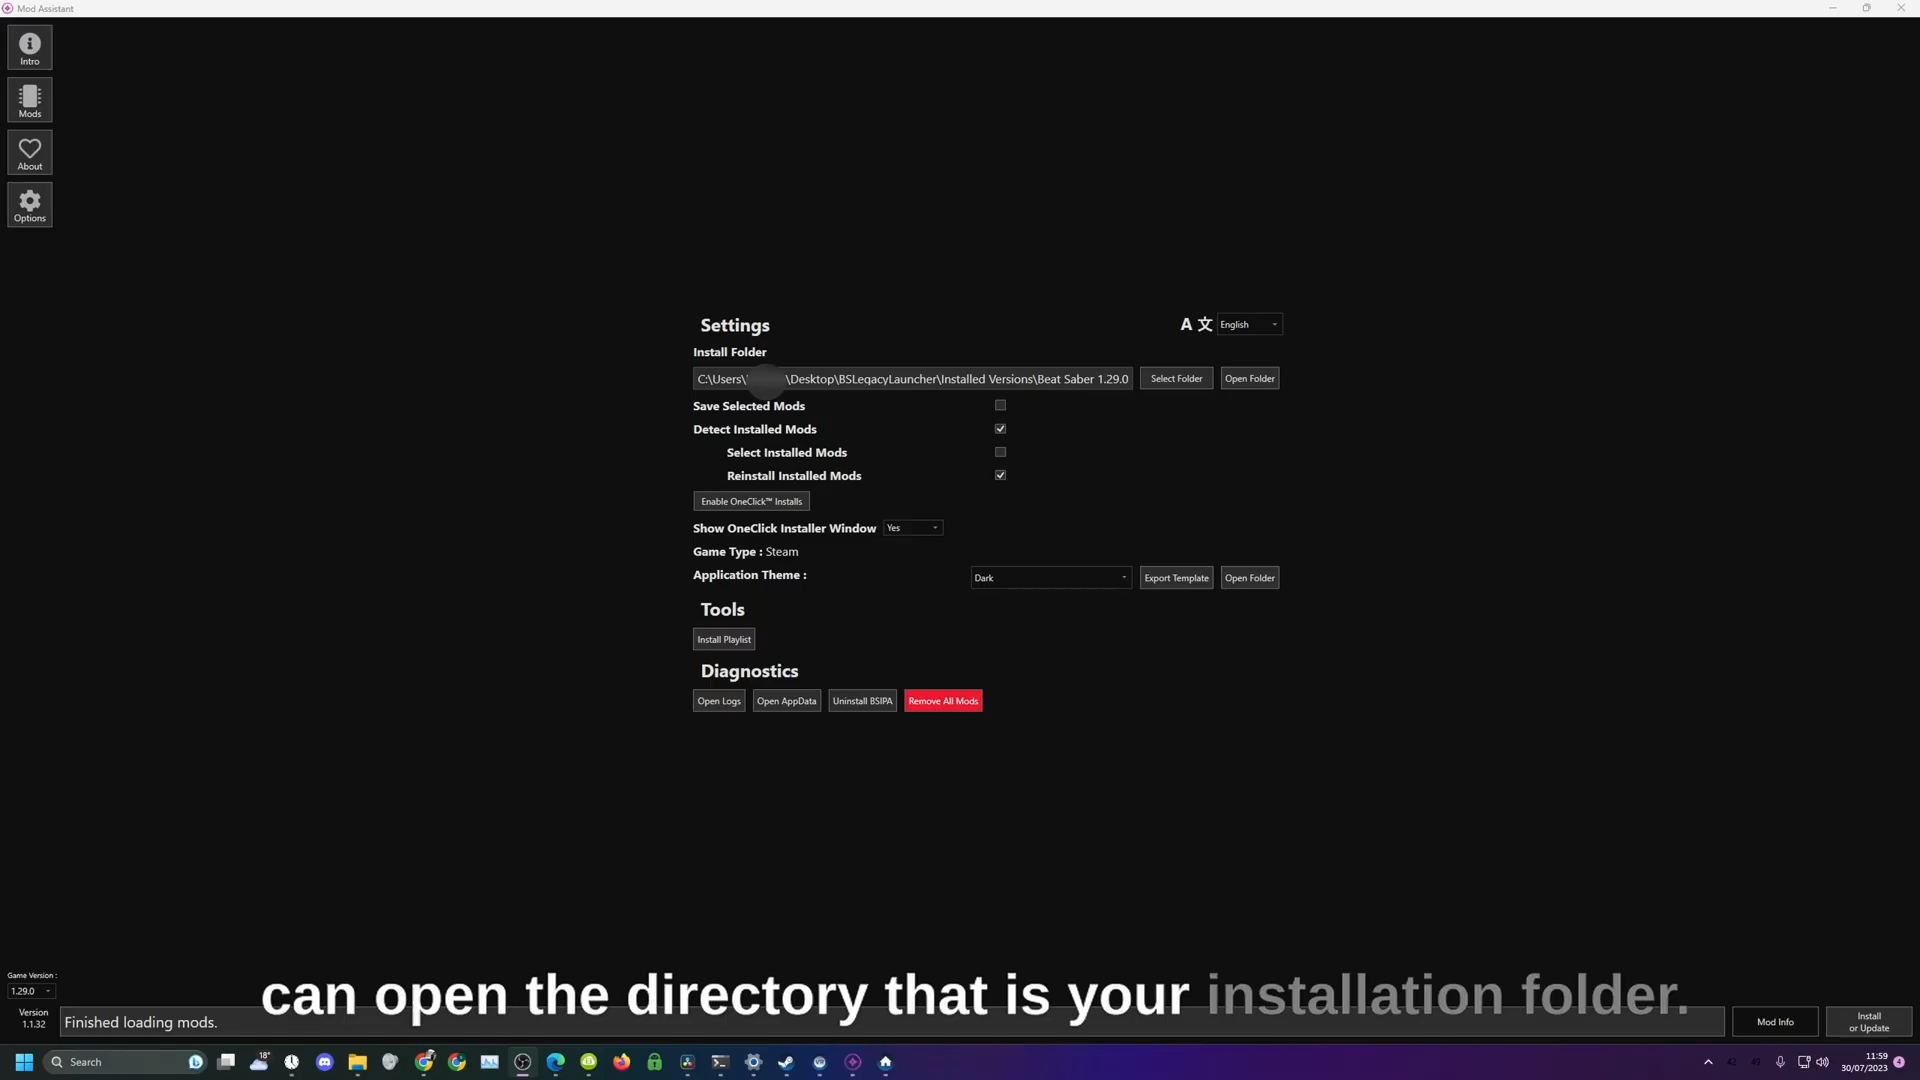 Mod Assistant
Intro
Mods
About
Options
Settings
A 文 English
Install Folder
C:\Users\ \Desktop\BSLegacyLauncher\Installed Versions\Beat Saber 1.29.0 Select Folder Open Folder
Save Selected Mods
Detect Installed Mods
Select Installed Mods
Reinstall Installed Mods
Enable OneClick™ Installs
Show OneClick Installer Window Yes
Game Type : Steam
Application Theme : Dark Export Template Open Folder
Tools
Install Playlist
Diagnostics
Open Logs Open AppData Uninstall BSIPA Remove All Mods
Game Version :
1.29.0
can open the directory that is your installation folder.
Version
1.1.32
Finished loading mods.
Mod Info
Install
or Update
Search
18°
42 49
11:59
30/07/2023
4